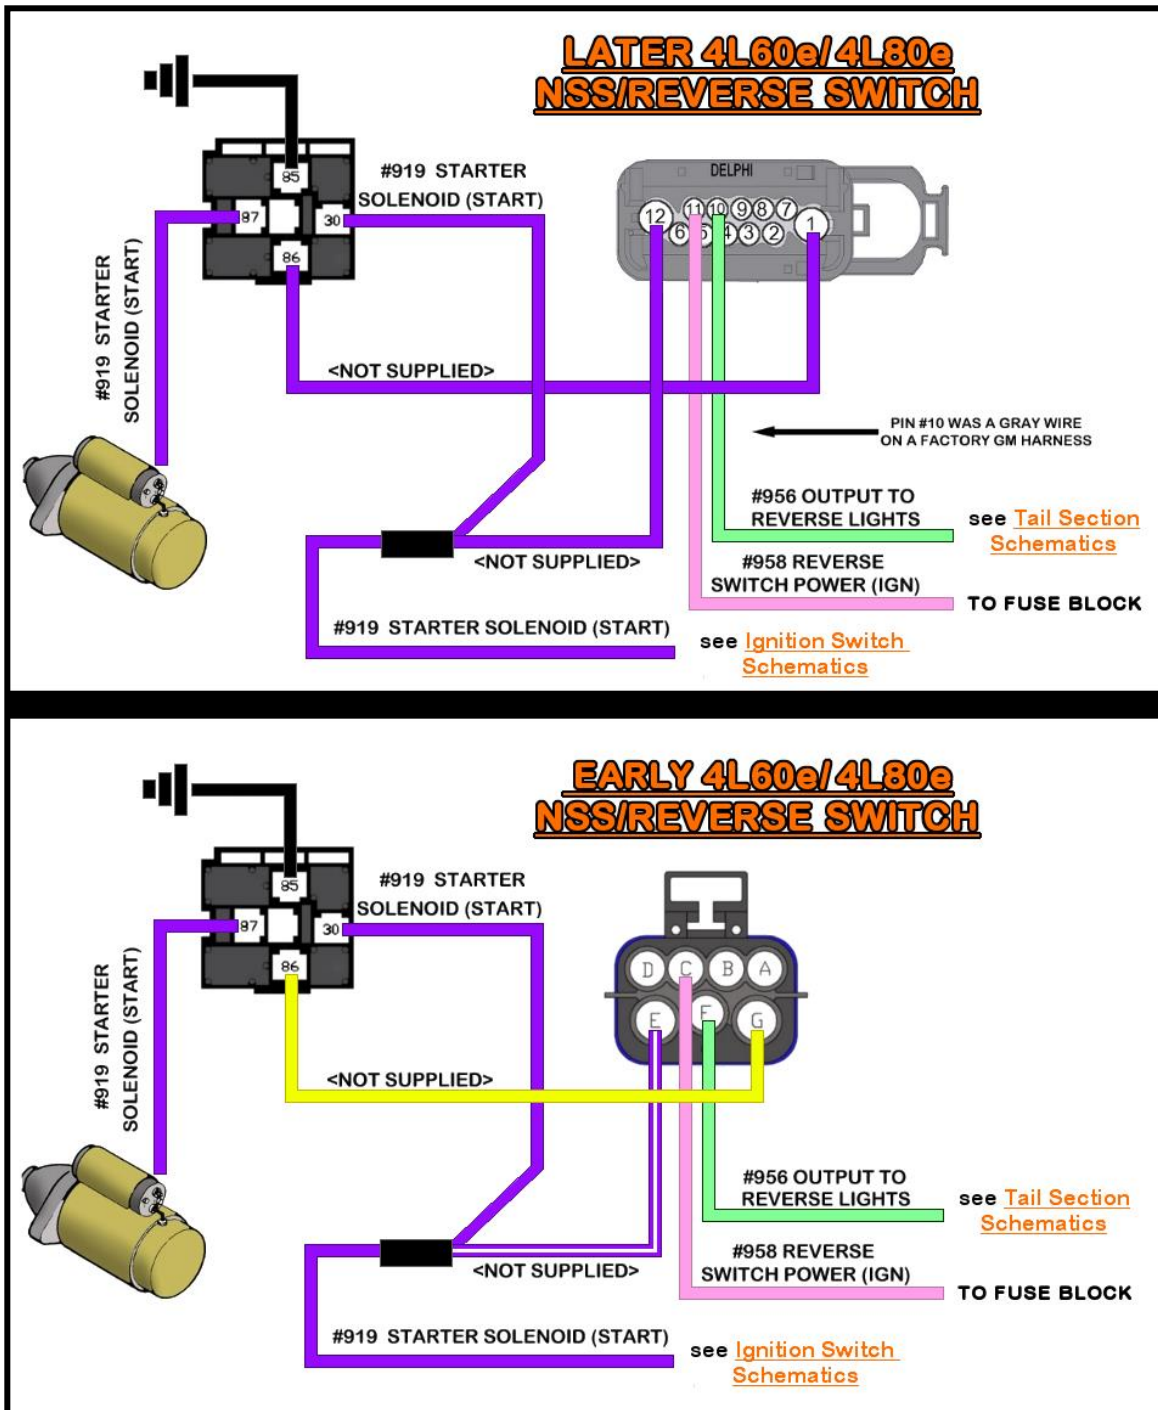 LATER 4L60e/4L80e
NSS/REVERSE SWITCH
85
87
30
86
#919 STARTER
SOLENOID (START)
#919 STARTER
SOLENOID (START)
DELPHI
12
11
10
9
8
7
1
6
5
4
3
2
<NOT SUPPLIED>
PIN #10 WAS A GRAY WIRE
ON A FACTORY GM HARNESS
#956 OUTPUT TO
REVERSE LIGHTS
see Tail Section
Schematics
<NOT SUPPLIED>
#958 REVERSE
SWITCH POWER (IGN)
TO FUSE BLOCK
#919 STARTER SOLENOID (START)
see Ignition Switch
Schematics
EARLY 4L60e/4L80e
NSS/REVERSE SWITCH
85
87
30
86
#919 STARTER
SOLENOID (START)
#919 STARTER
SOLENOID (START)
D
C
B
A
E
F
G
<NOT SUPPLIED>
#956 OUTPUT TO
REVERSE LIGHTS
see Tail Section
Schematics
<NOT SUPPLIED>
#958 REVERSE
SWITCH POWER (IGN)
TO FUSE BLOCK
#919 STARTER SOLENOID (START)
see Ignition Switch
Schematics